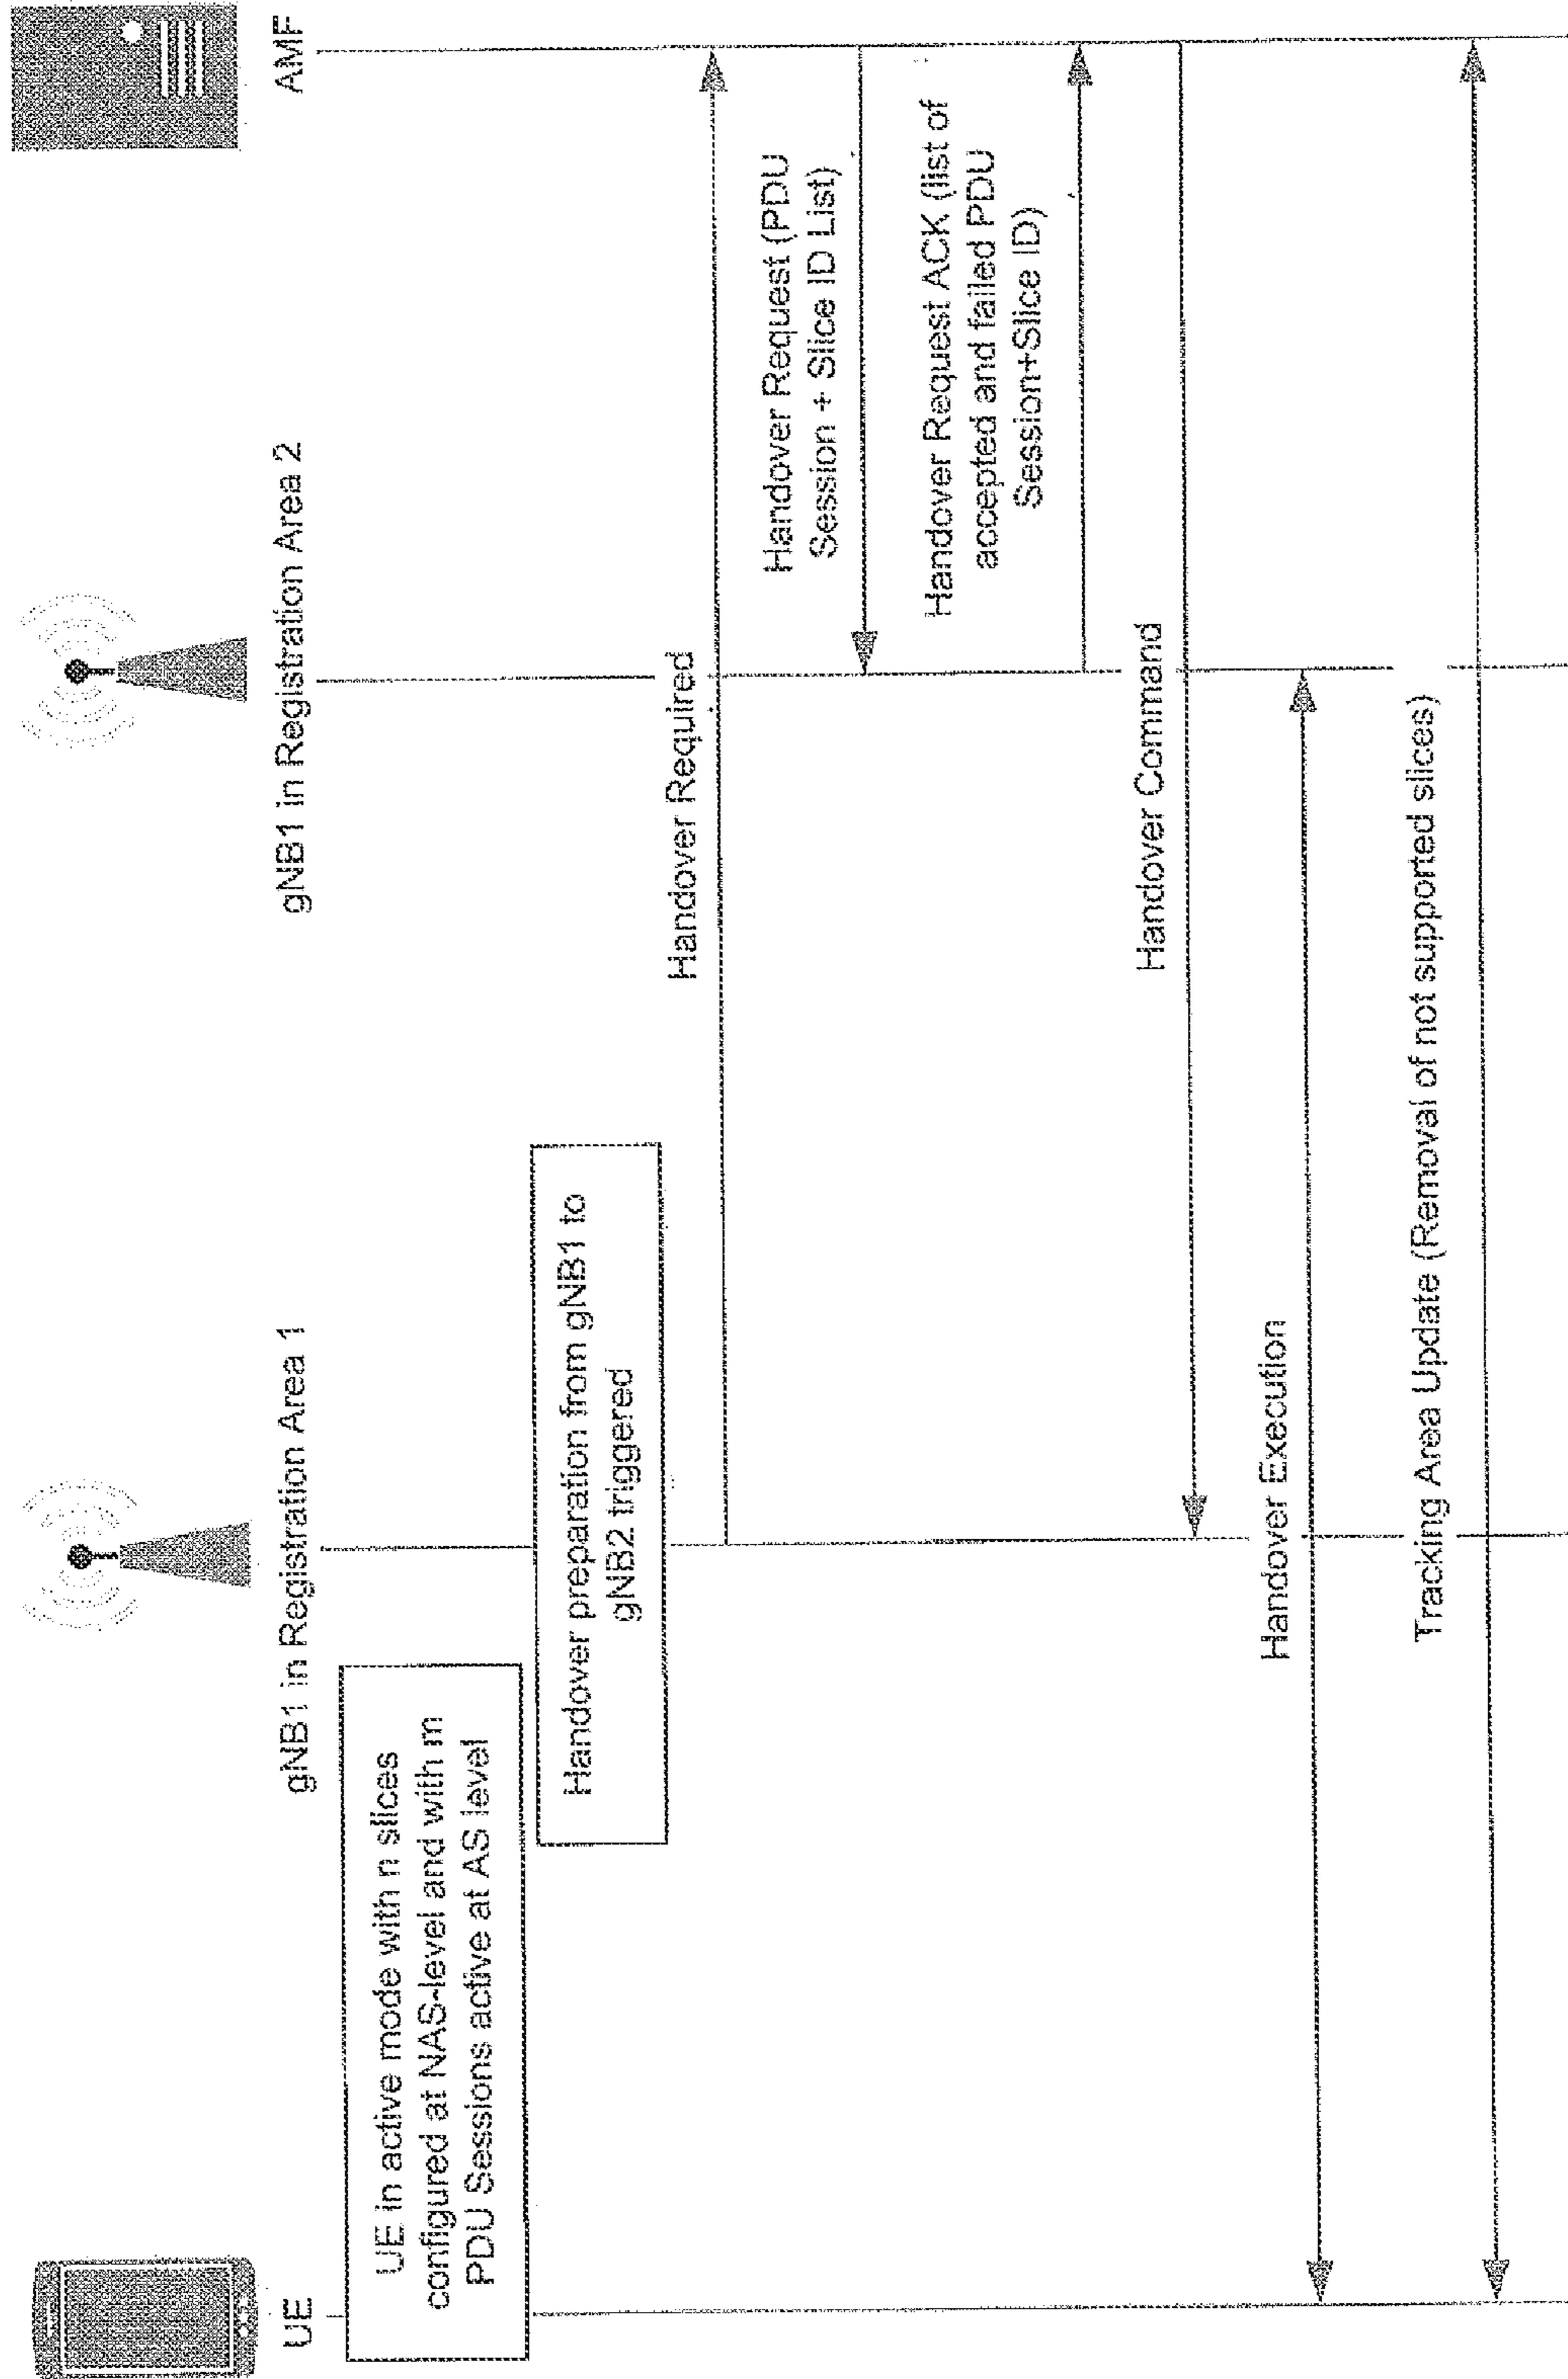 UE
gNB1 in Registration Area 1
gNB1 in Registration Area 2
AMF
UE in active mode with n slices
configured at NAS-level and with m
PDU Sessions active at AS level
Handover preparation from gNB1 to
gNB2 triggered
Handover Required
Handover Request (PDU
Session + Slice ID List)
Handover Request ACK (list of
accepted and failed PDU
Session+Slice ID)
Handover Command
Handover Execution
Tracking Area Update (Removal of not supported slices)